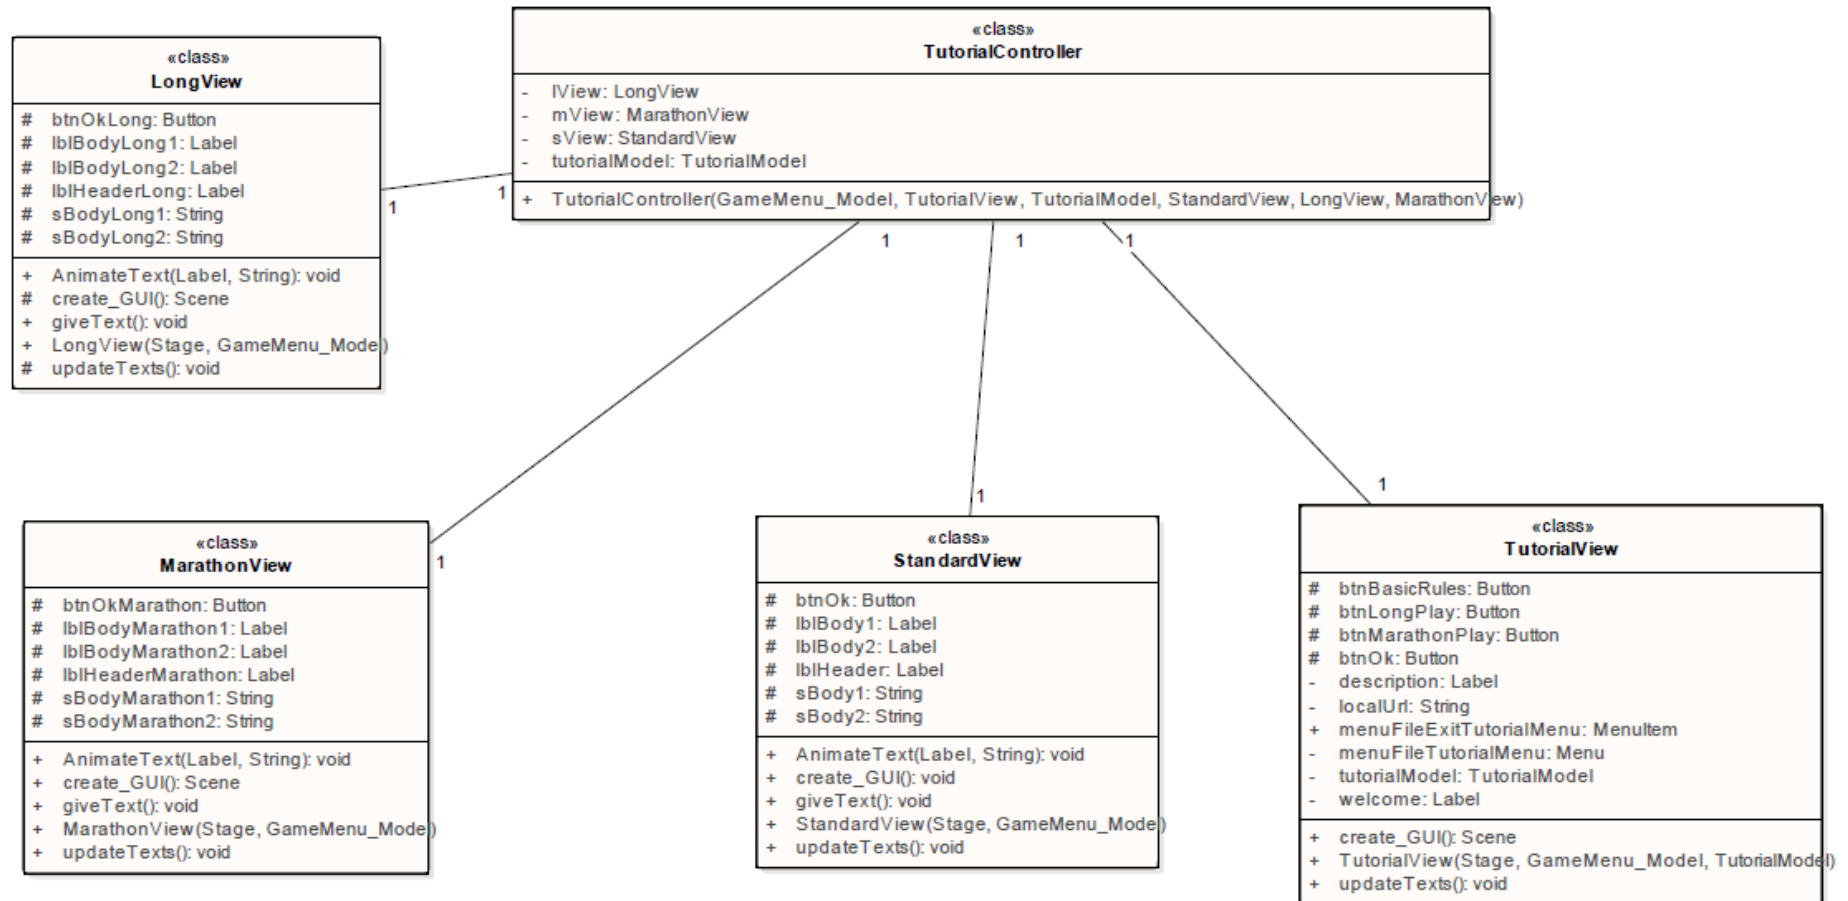 «class»
LongView
# btnOkLong: Button
# lblBodyLong1: Label
# lblBodyLong2: Label
# lblHeaderLong: Label
# sBodyLong1: String
# sBodyLong2: String
+ AnimateText(Label, String): void
# create_GUI(): Scene
+ giveText(): void
+ LongView(Stage, GameMenu_Model)
# updateTexts(): void
«class»
TutorialController
- lView: LongView
- mView: MarathonView
- sView: StandardView
- tutorialModel: TutorialModel
+ TutorialController(GameMenu_Model, TutorialView, TutorialModel, StandardView, LongView, MarathonView)
1
1
1
1
1
«class»
MarathonView
# btnOkMarathon: Button
# lblBodyMarathon1: Label
# lblBodyMarathon2: Label
# lblHeaderMarathon: Label
# sBodyMarathon1: String
# sBodyMarathon2: String
+ AnimateText(Label, String): void
+ create_GUI(): Scene
+ giveText(): void
+ MarathonView(Stage, GameMenu_Model)
+ updateTexts(): void
1
1
«class»
StandardView
# btnOk: Button
# lblBody1: Label
# lblBody2: Label
# lblHeader: Label
# sBody1: String
# sBody2: String
+ AnimateText(Label, String): void
+ create_GUI(): void
+ giveText(): void
+ StandardView(Stage, GameMenu_Model)
+ updateTexts(): void
1
«class»
TutorialView
# btnBasicRules: Button
# btnLongPlay: Button
# btnMarathonPlay: Button
# btnOk: Button
- description: Label
- localUrl: String
+ menuFileExitTutorialMenu: MenuItem
- menuFileTutorialMenu: Menu
- tutorialModel: TutorialModel
- welcome: Label
+ create_GUI(): Scene
+ TutorialView(Stage, GameMenu_Model, TutorialModel)
+ updateTexts(): void